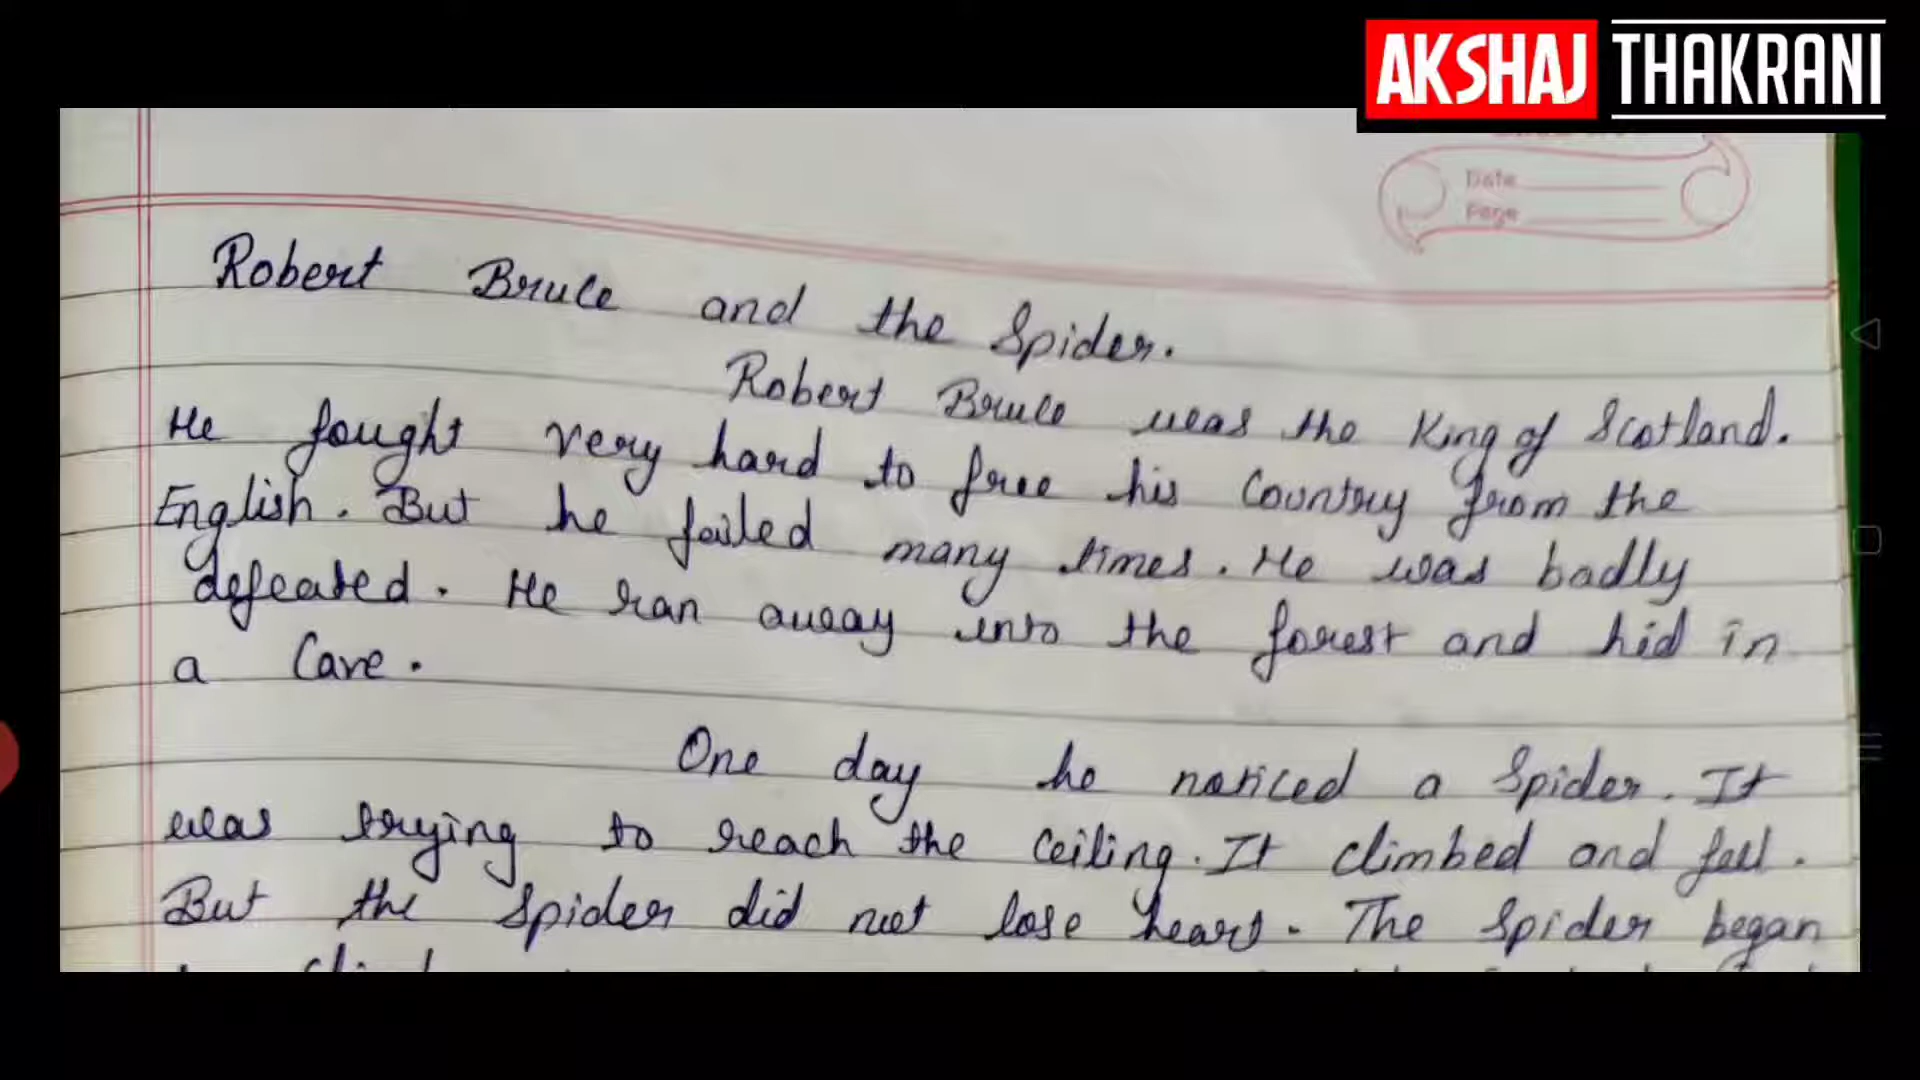 AKSHAJ THAKRANI
Date
Page
Robert Bruce and the Spider.
Robert Bruce was the King of Scotland.
He fought very hard to free his Country from the
English. But he failed many times. He was badly
defeated. He ran away into the forest and hid in
a Cave.
One day he noticed a Spider. It
was trying to reach the Ceiling. It climbed and fell.
But the Spider did not lose heart. The Spider began